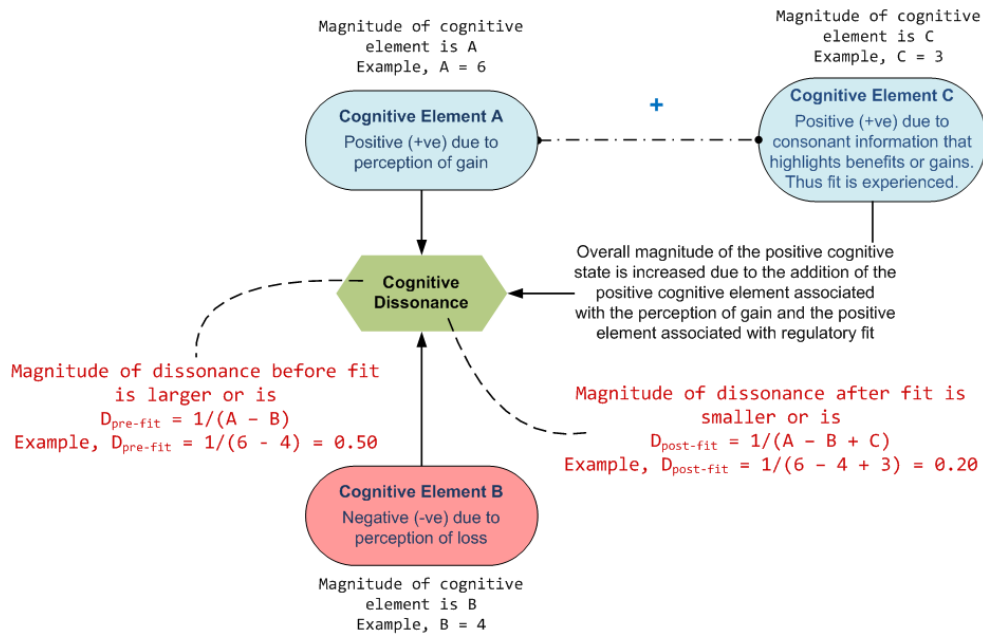 Magnitude of cognitive
element is A
Example, A = 6
Magnitude of cognitive
element is C
Example, C = 3
Cognitive Element A
Positive (+ve) due to
perception of gain
+
Cognitive Element C
Positive (+ve) due to
consonant information that
highlights benefits or gains.
Thus fit is experienced.
Cognitive
Dissonance
Overall magnitude of the positive cognitive
state is increased due to the addition of the
positive cognitive element associated
with the perception of gain and the positive
element associated with regulatory fit
Magnitude of dissonance before fit
is larger or is
Dpre-fit = 1/(A – B)
Example, Dpre-fit = 1/(6 - 4) = 0.50
Magnitude of dissonance after fit is
smaller or is
Dpost-fit = 1/(A – B + C)
Example, Dpost-fit = 1/(6 – 4 + 3) = 0.20
Cognitive Element B
Negative (-ve) due to
perception of loss
Magnitude of cognitive
element is B
Example, B = 4